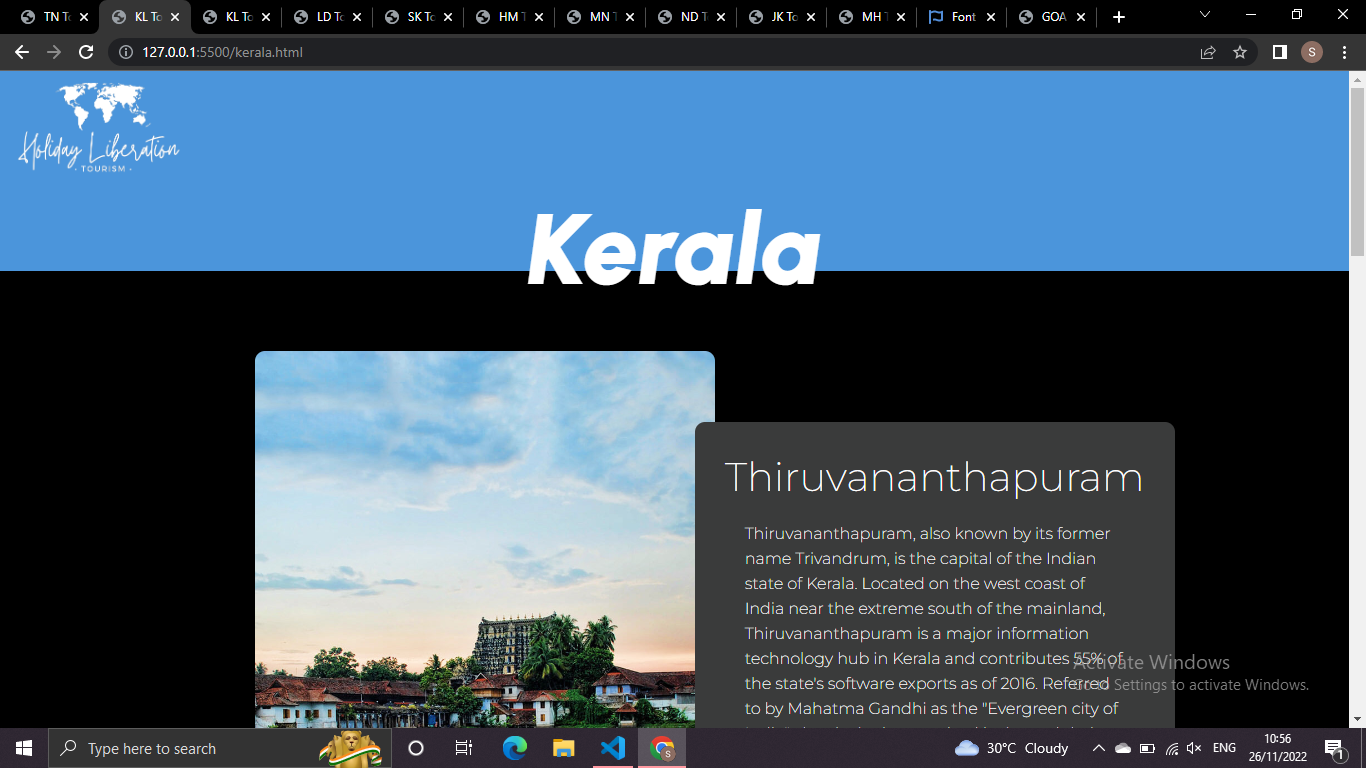 TN To
KL To
KL To
LD To
SK To
HM T
MN T
ND T
JK To
MH T
Font
GOA
127.0.0.1:5500/kerala.html
S
Holiday Liberation
· TOURISM ·
Kerala
Thiruvananthapuram
Thiruvananthapuram, also known by its former
name Trivandrum, is the capital of the Indian
state of Kerala. Located on the west coast of
India near the extreme south of the mainland,
Thiruvananthapuram is a major information
technology hub in Kerala and contributes 55% of
the state's software exports as of 2016. Referred
to by Mahatma Gandhi as the "Evergreen city of
Activate Windows
Go to Settings to activate Windows.
Type here to search
S
30°C Cloudy
ENG
10:56
26/11/2022
1